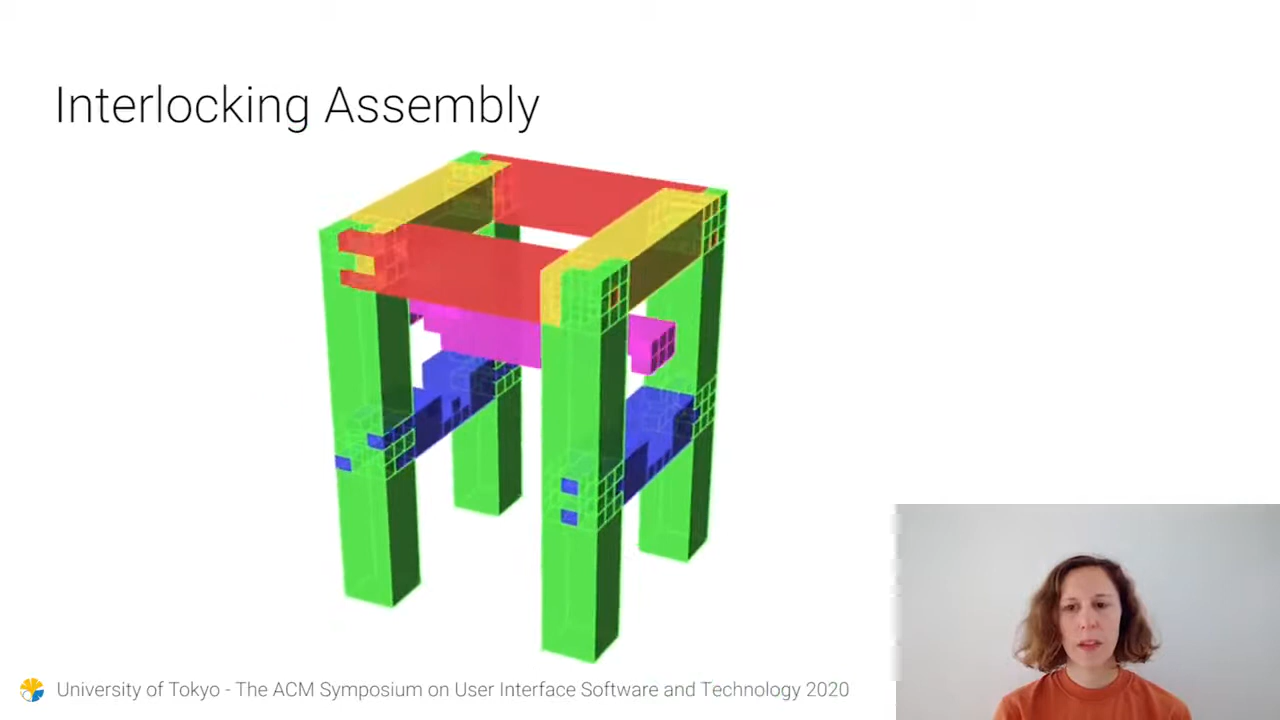 Interlocking Assembly
University of Tokyo - The ACM Symposium on User Interface Software and Technology 2020